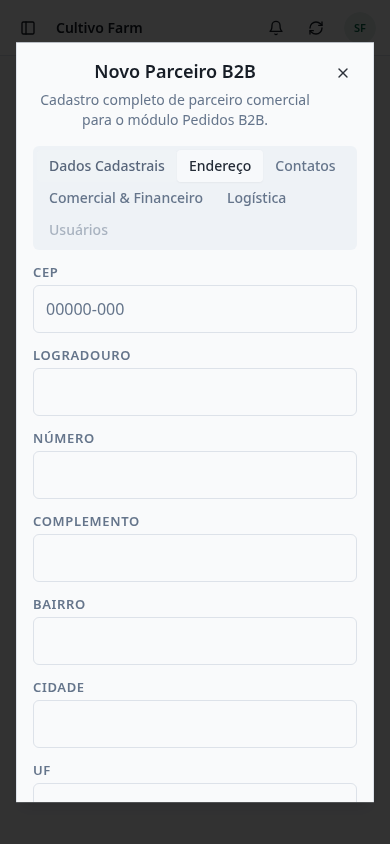 Cultivo Farm
SF
Novo Parceiro B2B
Cadastro completo de parceiro comercial
para o módulo Pedidos B2B.
Dados Cadastrais Endereço Contatos
Comercial & Financeiro Logística
Usuários
CEP
00000-000
LOGRADOURO
NÚMERO
COMPLEMENTO
BAIRRO
CIDADE
UF